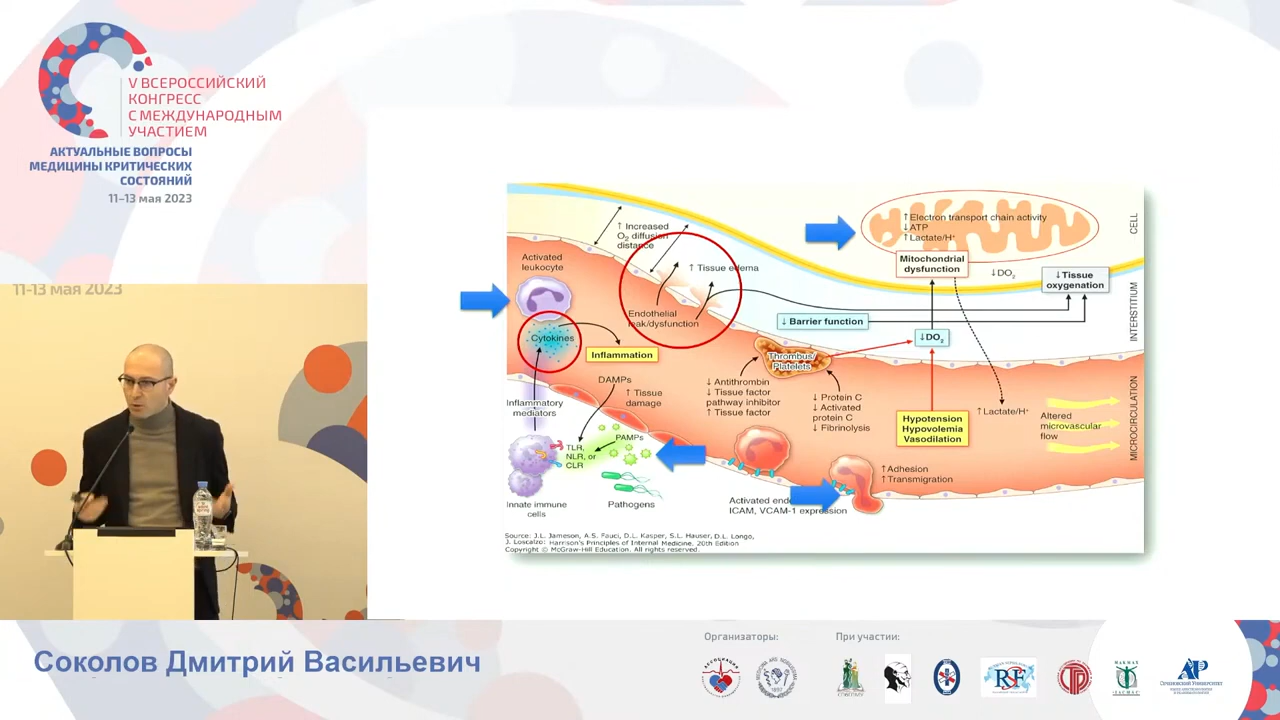 V ВСЕРОССИЙСКИЙ
КОНГРЕСС
С МЕЖДУНАРОДНЫМ
УЧАСТИЕМ
АКТУАЛЬНЫЕ ВОПРОСЫ
МЕДИЦИНЫ КРИТИЧЕСКИХ
СОСТОЯНИЙ
11-13 мая 2023
11-13 мая 2023
Activated
leukocyte
Cytokines
Inflammation
Inflammatory
mediators
Innate immune
cells
DAMPs
↑ Tissue
damage
TLR,
NLR, or
CLR
PAMPs
Pathogens
↑ Increased
O2 diffusion
distance
↑ Tissue edema
Endothelial
leak/dysfunction
↓ Barrier function
Thrombus/
Platelets
↓ Antithrombin
↓ Tissue factor
pathway inhibitor
↑ Tissue factor
↓ Protein C
↓ Activated
protein C
↓ Fibrinolysis
↑ Electron transport chain activity
↓ ATP
↑ Lactate/H+
Mitochondrial
dysfunction
↓DO2
↓Tissue
oxygenation
↓DO2
Hypotension
Hypovolemia
Vasodilation
↑ Lactate/H+
Altered
microvascular
flow
↑ Adhesion
↑ Transmigration
Activated
ICAM, VCAM-1 expression
CELL
INTERSTITIUM
MICROCIRCULATION
Source: J.L. Jameson, A.S. Fauci, D.L. Kasper, S.L. Hauser, D.L. Longo,
J. Loscalzo: Harrison's Principles of Internal Medicine. 20th Edition
Copyright © McGraw-Hill Education. All rights reserved.
Соколов Дмитрий Васильевич
Организаторы:
При участии: